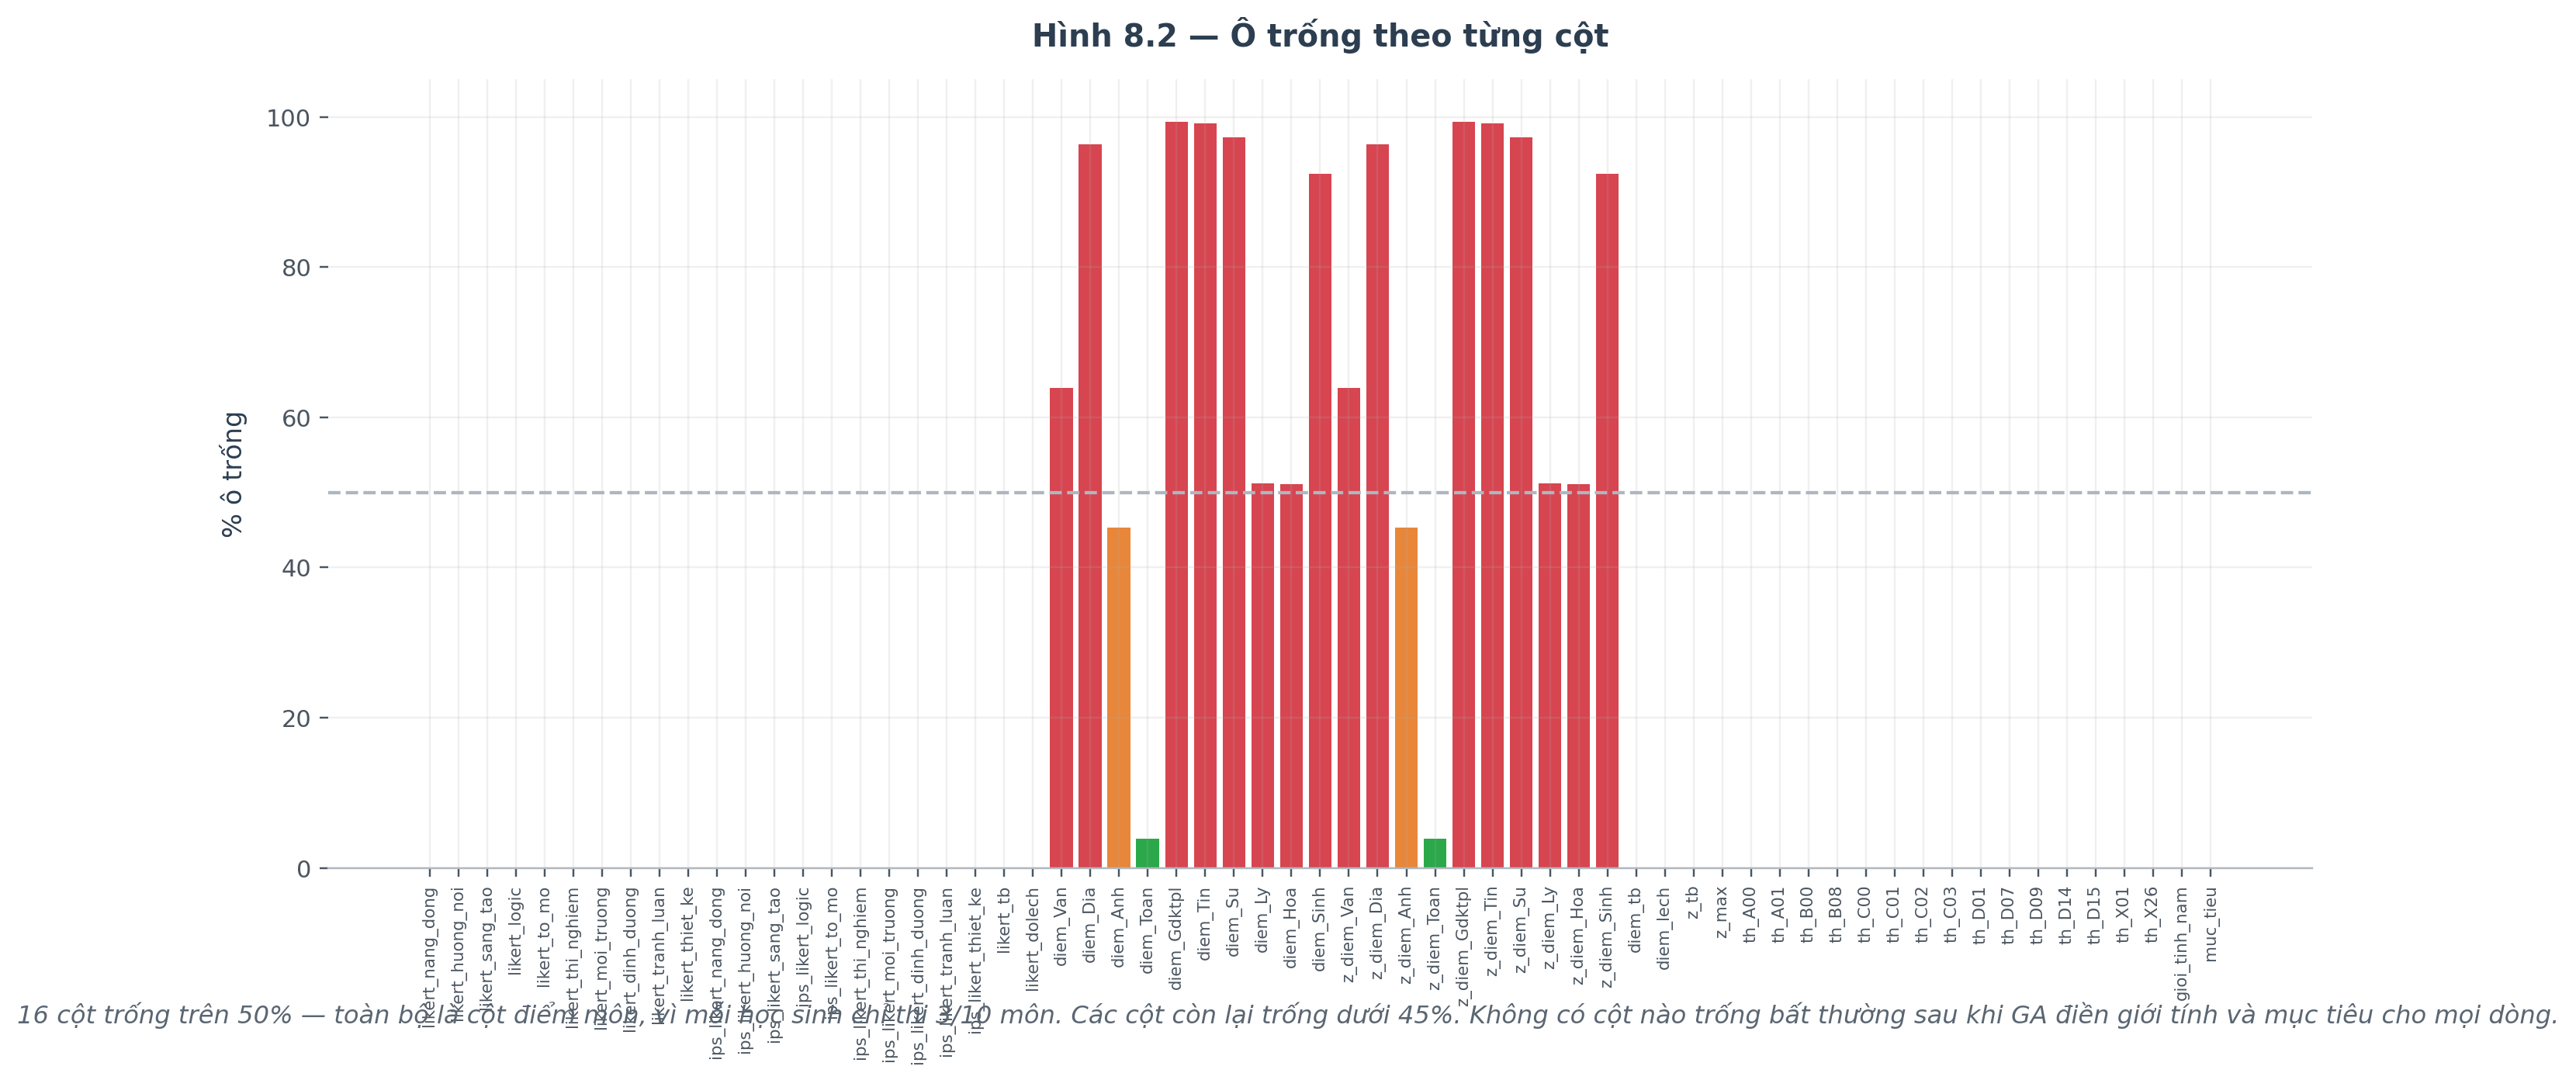 Hình 8.2 — Ô trống theo từng cột
% ô trống
100
80
60
40
20
0
likert_nang_dong
likert_huong_noi
likert_sang_tao
likert_logic
likert_to_mo
likert_thi_nghiem
likert_moi_truong
likert_dinh_duong
likert_tranh_luan
likert_thiet_ke
ips_likert_nang_dong
ips_likert_huong_noi
ips_likert_sang_tao
ips_likert_logic
ips_likert_to_mo
ips_likert_thi_nghiem
ips_likert_moi_truong
ips_likert_dinh_duong
ips_likert_tranh_luan
ips_likert_thiet_ke
likert_tb
likert_dolech
diem_Van
diem_Dia
diem_Anh
diem_Toan
diem_Gdktpl
diem_Tin
diem_Su
diem_Ly
diem_Hoa
diem_Sinh
z_diem_Van
z_diem_Dia
z_diem_Anh
z_diem_Toan
z_diem_Gdktpl
z_diem_Tin
z_diem_Su
z_diem_Ly
z_diem_Hoa
z_diem_Sinh
diem_tb
diem_lech
z_tb
z_max
th_A00
th_A01
th_B00
th_B08
th_C00
th_C01
th_C02
th_C03
th_D01
th_D07
th_D09
th_D14
th_D15
th_X01
th_X26
gioi_tinh_nam
muc_tieu
16 cột trống trên 50% — toàn bộ là cột điểm môn, vì mỗi học sinh chỉ thi 3/10 môn. Các cột còn lại trống dưới 45%. Không có cột nào trống bất thường sau khi GA điền giới tính và mục tiêu cho mọi dòng.